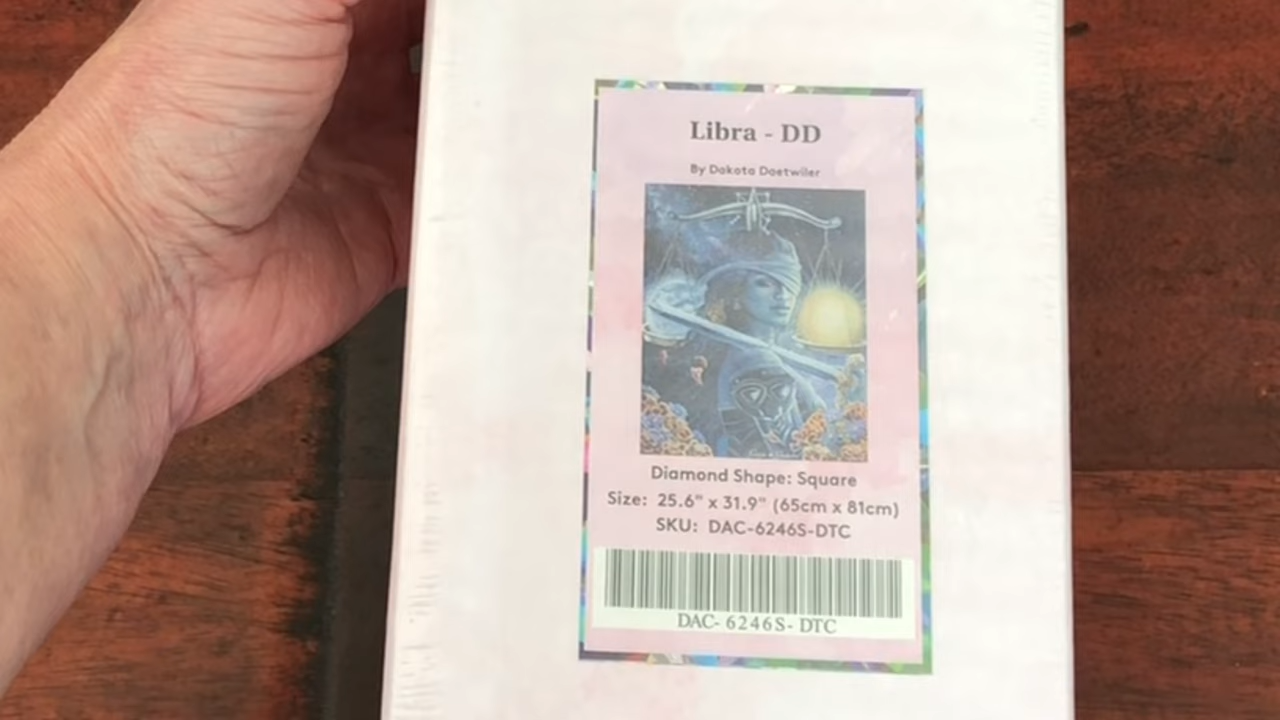 Libra - DD
By Dakota Daetwiler
Diamond Shape: Square
Size: 25.6" x 31.9" (65cm x 81cm)
SKU: DAC-6246S-DTC
DAC- 6246S- DTC